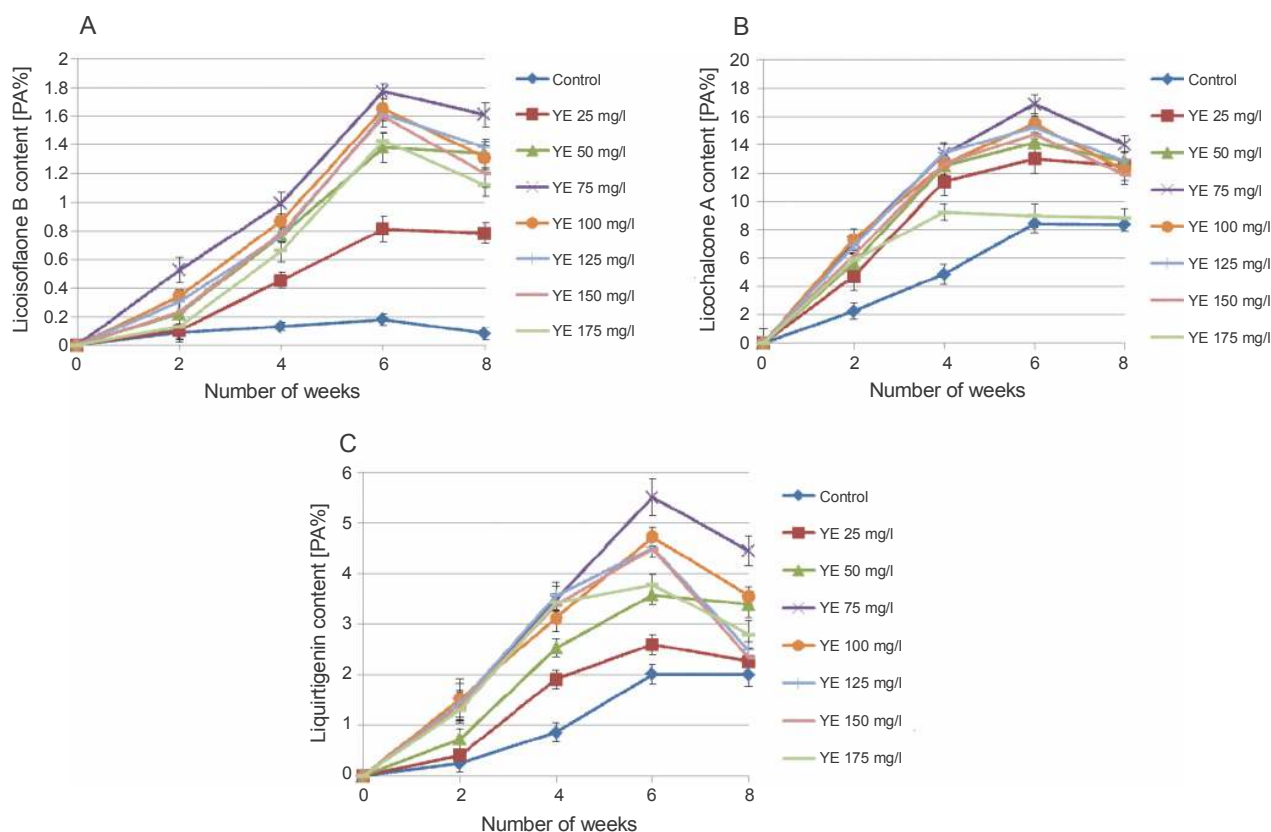 A
Licoisoflaone B content [PA%]
2
1.8
1.6
1.4
1.2
1
0.8
0.6
0.4
0.2
0
0
2
4
6
8
Number of weeks
Control
YE 25 mg/l
YE 50 mg/l
YE 75 mg/l
YE 100 mg/l
YE 125 mg/l
YE 150 mg/l
YE 175 mg/l
B
Licochalcone A content [PA%]
20
18
16
14
12
10
8
6
4
2
0
0
2
4
6
8
Number of weeks
Control
YE 25 mg/l
YE 50 mg/l
YE 75 mg/l
YE 100 mg/l
YE 125 mg/l
YE 150 mg/l
YE 175 mg/l
C
Liquirtigenin content [PA%]
6
5
4
3
2
1
0
0
2
4
6
8
Number of weeks
Control
YE 25 mg/l
YE 50 mg/l
YE 75 mg/l
YE 100 mg/l
YE 125 mg/l
YE 150 mg/l
YE 175 mg/l